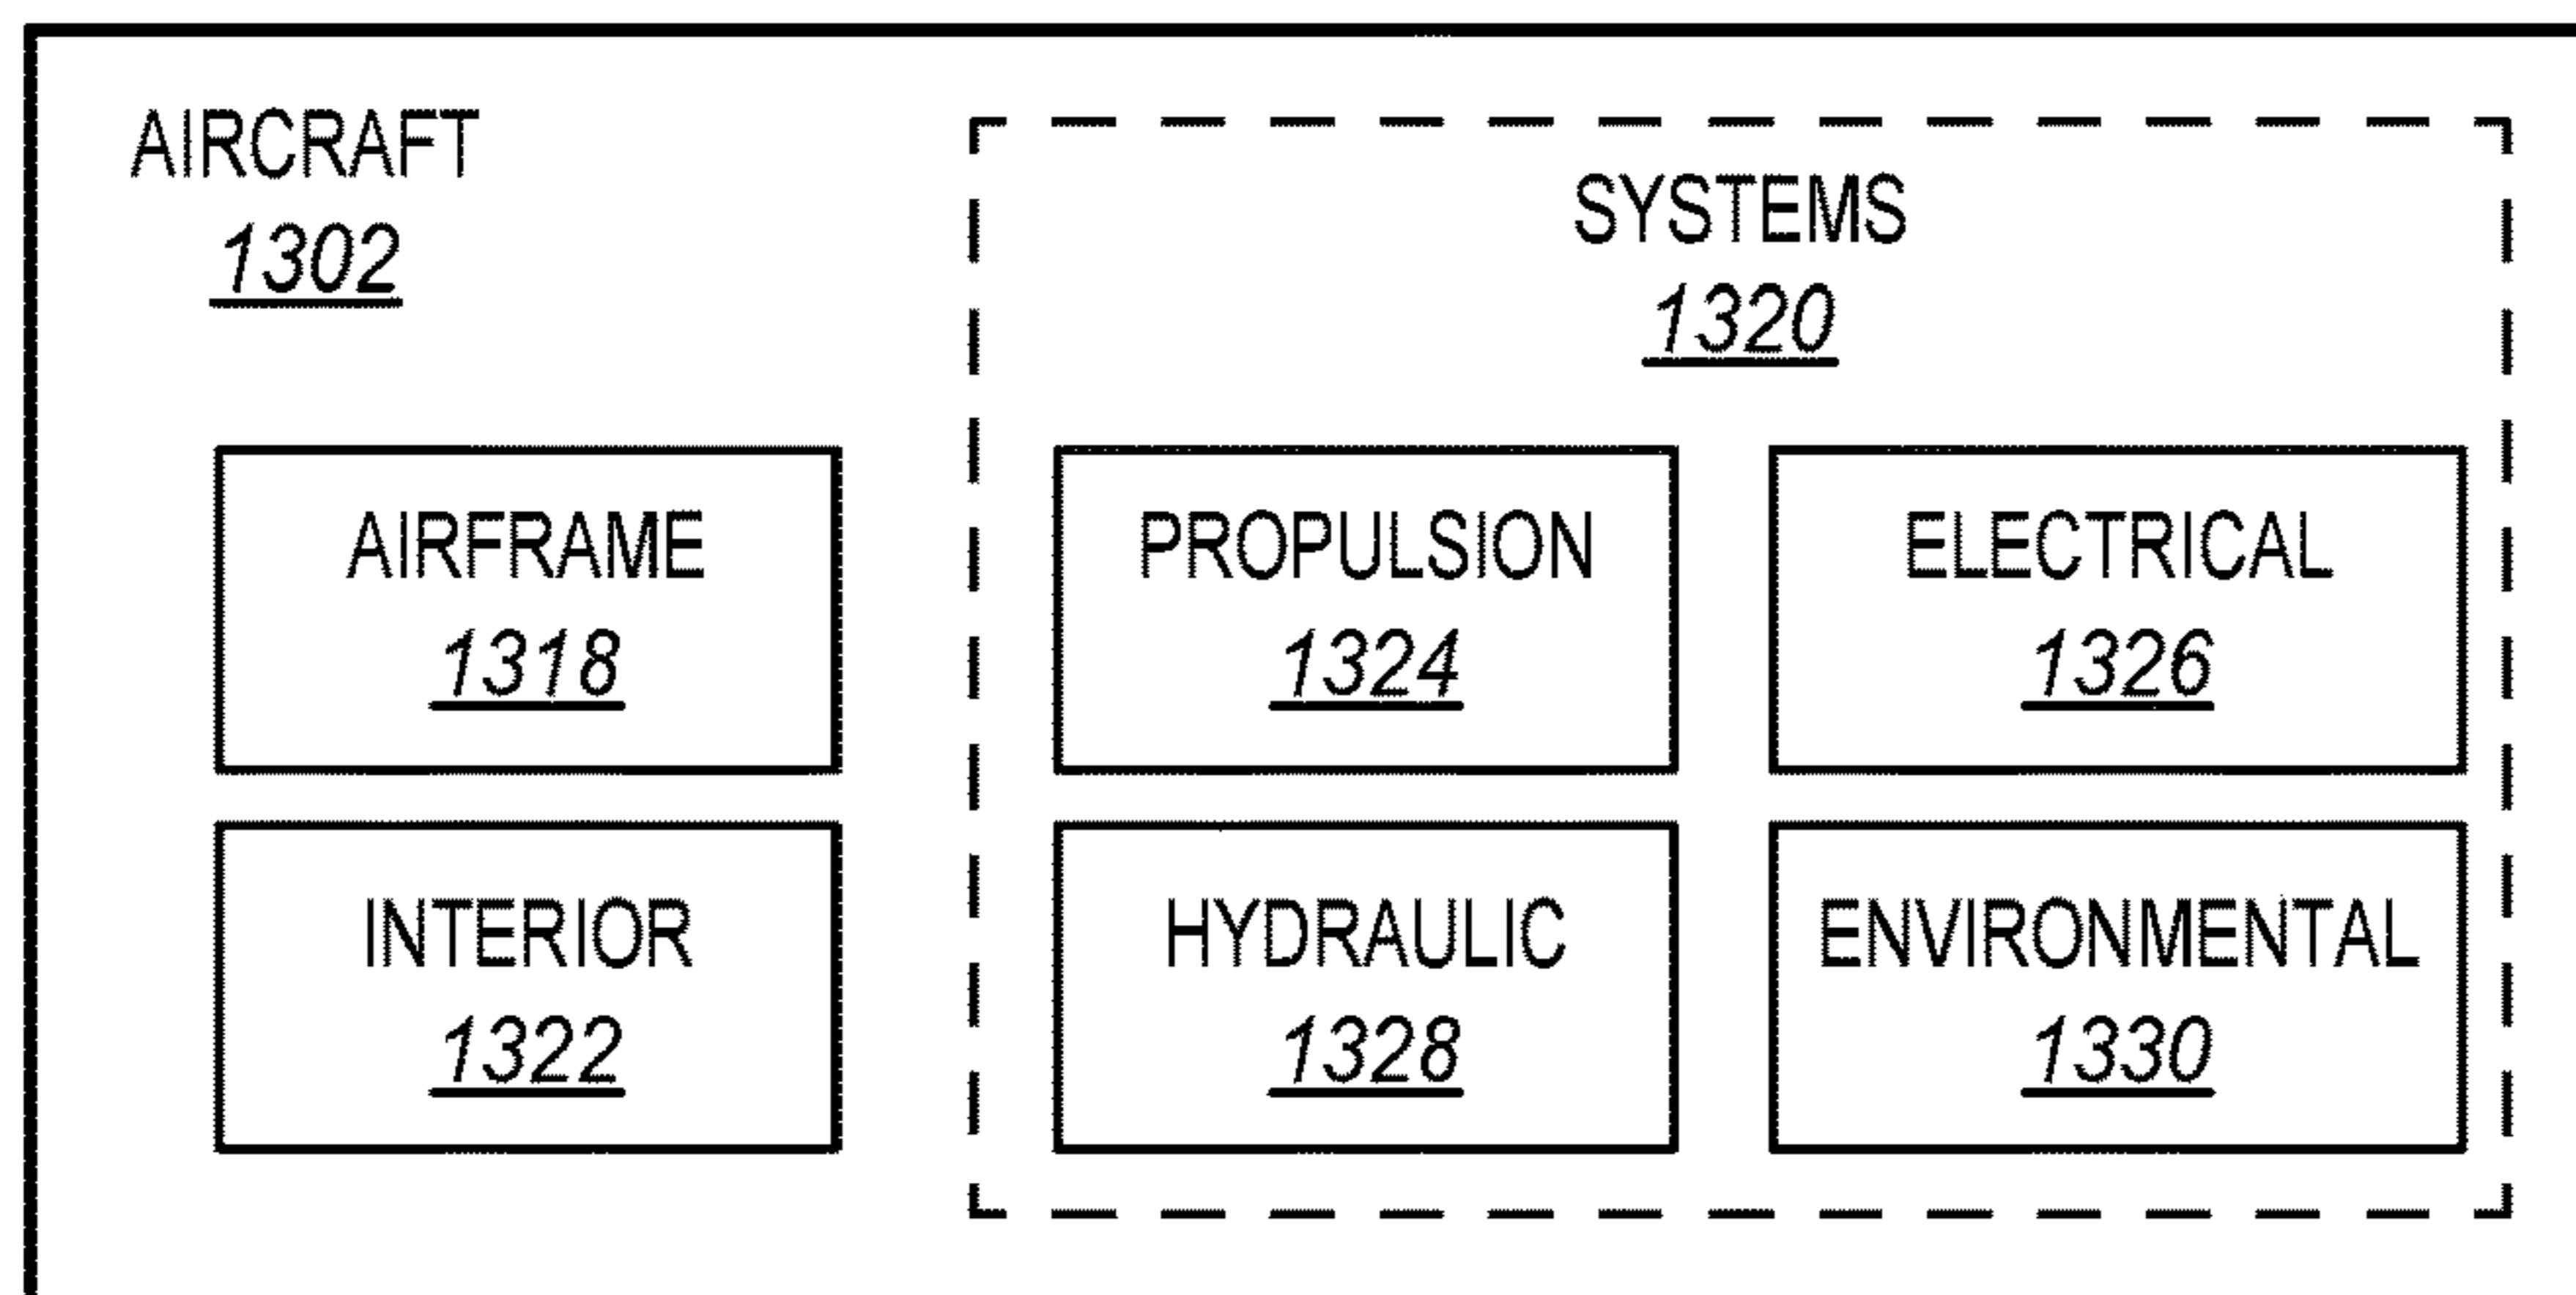 AIRCRAFT
1302
SYSTEMS
1320
AIRFRAME
1318
PROPULSION
1324
ELECTRICAL
1326
INTERIOR
1322
HYDRAULIC
1328
ENVIRONMENTAL
1330